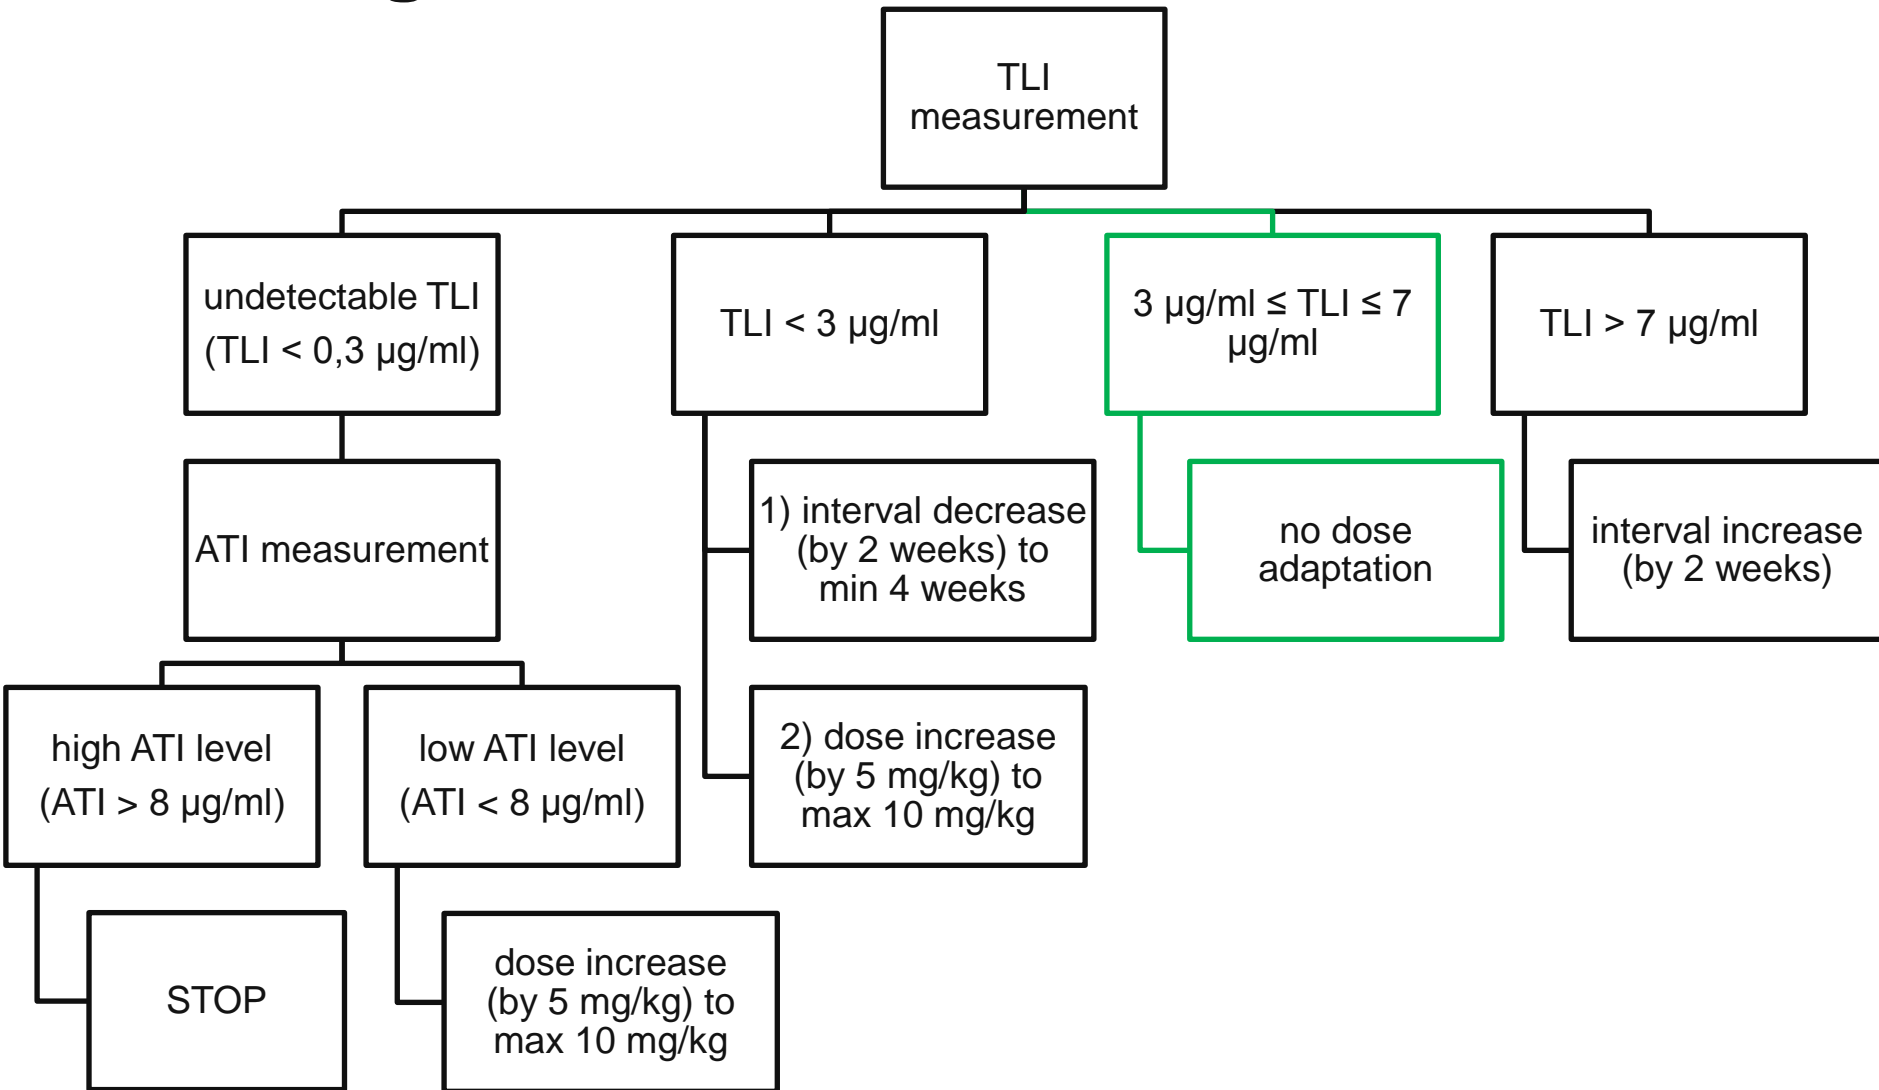 TLI
measurement
undetectable TLI
(TLI < 0,3 µg/ml)
TLI < 3 µg/ml
3 µg/ml ≤ TLI ≤ 7
µg/ml
TLI > 7 µg/ml
ATI measurement
1) interval decrease
(by 2 weeks) to
min 4 weeks
no dose
adaptation
interval increase
(by 2 weeks)
high ATI level
(ATI > 8 µg/ml)
low ATI level
(ATI < 8 µg/ml)
2) dose increase
(by 5 mg/kg) to
max 10 mg/kg
STOP
dose increase
(by 5 mg/kg) to
max 10 mg/kg